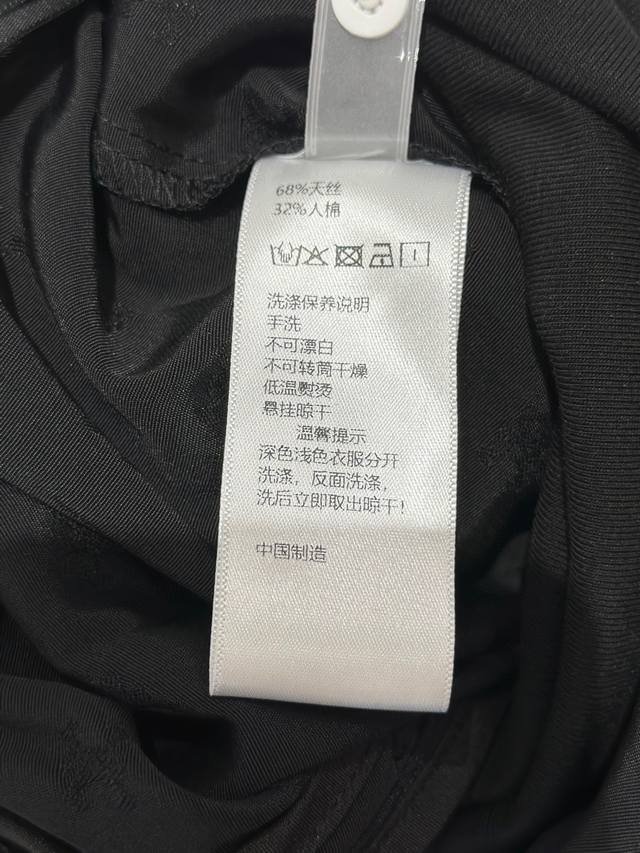 68%天丝
32%人棉
洗涤保养说明
手洗
不可漂白
不可转筒干燥
低温熨烫
悬挂晾干
温馨提示
深色浅色衣服分开
洗涤，反面洗涤，
洗后立即取出晾干！
中国制造